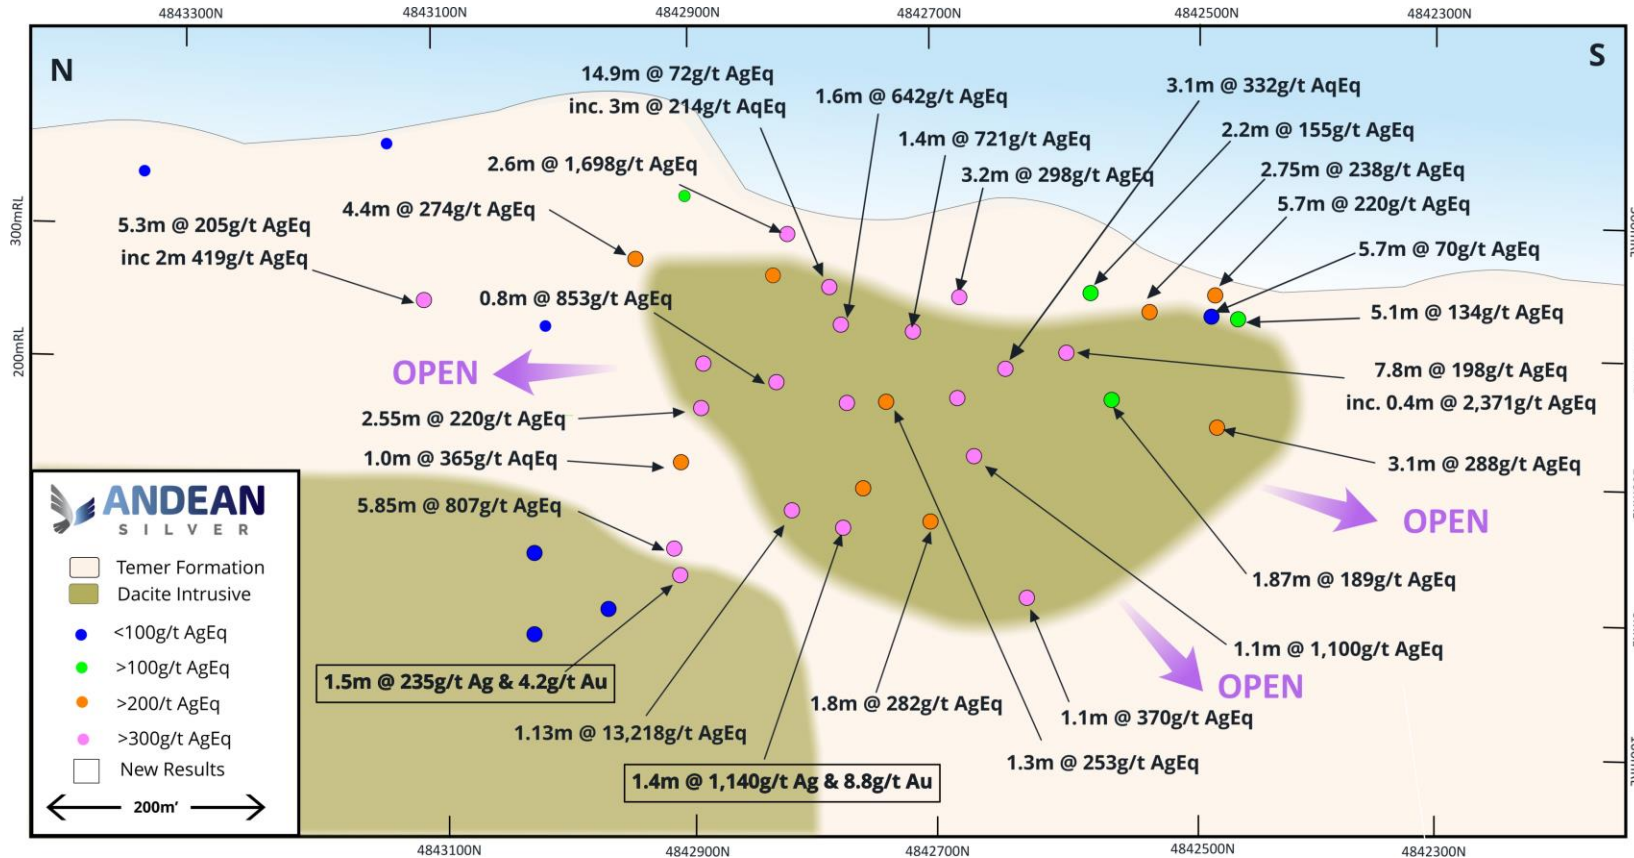 4843300N
4843100N
4842900N
4842700N
4842500N
4842300N
N
S
14.9m @ 72g/t AgEq
inc. 3m @ 214g/t AqEq
1.6m @ 642g/t AgEq
3.1m @ 332g/t AqEq
1.4m @ 721g/t AgEq
2.2m @ 155g/t AgEq
2.6m @ 1,698g/t AgEq
3.2m @ 298g/t AgEq
2.75m @ 238g/t AgEq
4.4m @ 274g/t AgEq
5.7m @ 220g/t AgEq
300mRL
5.3m @ 205g/t AgEq
inc 2m 419g/t AgEq
5.7m @ 70g/t AgEq
0.8m @ 853g/t AgEq
5.1m @ 134g/t AgEq
200mRL
OPEN
7.8m @ 198g/t AgEq
inc. 0.4m @ 2,371g/t AgEq
2.55m @ 220g/t AgEq
1.0m @ 365g/t AqEq
3.1m @ 288g/t AgEq
5.85m @ 807g/t AgEq
OPEN
ANDEAN
SILVER
Temer Formation
Dacite Intrusive
<100g/t AgEq
>100g/t AgEq
>200/t AgEq
>300g/t AgEq
New Results
200m'
1.87m @ 189g/t AgEq
1.1m @ 1,100g/t AgEq
1.5m @ 235g/t Ag & 4.2g/t Au
OPEN
1.8m @ 282g/t AgEq
1.1m @ 370g/t AgEq
1.13m @ 13,218g/t AgEq
1.3m @ 253g/t AgEq
1.4m @ 1,140g/t Ag & 8.8g/t Au
4843100N
4842900N
4842700N
4842500N
4842300N